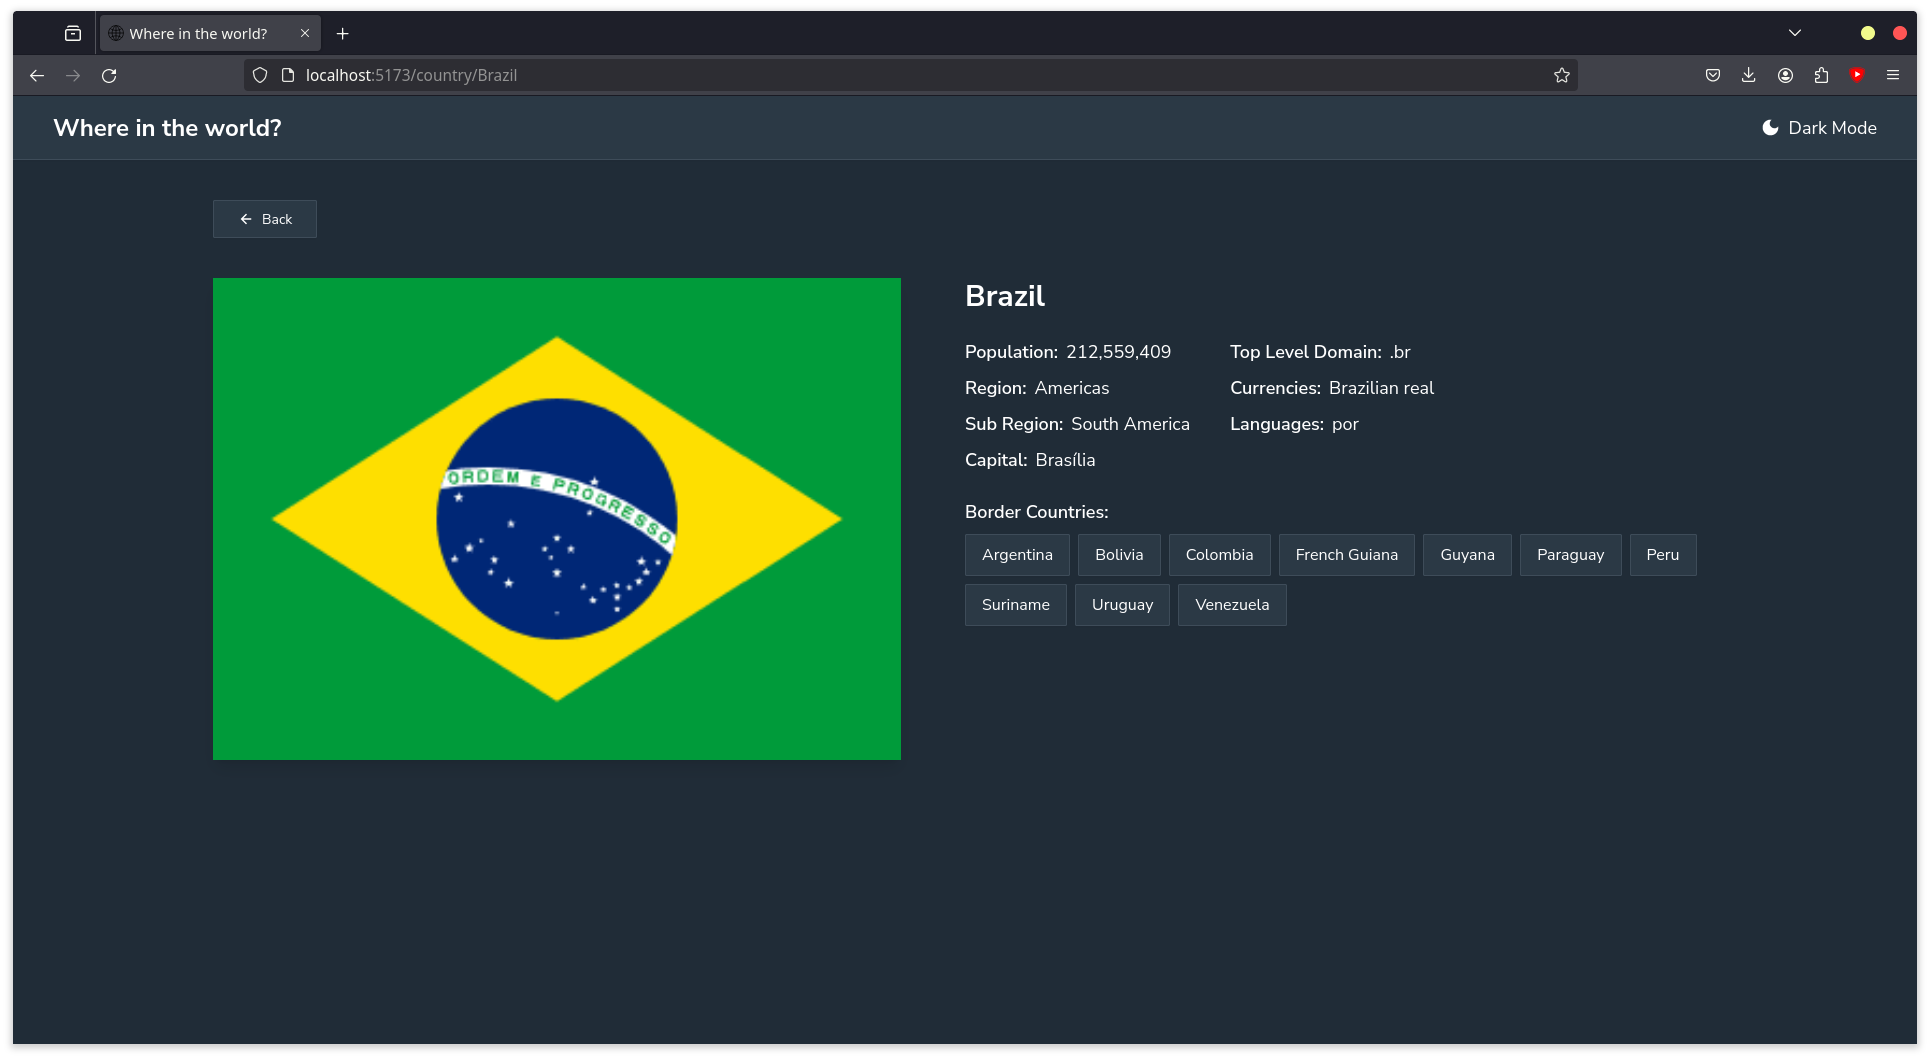 Where in the world?
localhost:5173/country/Brazil
Where in the world?
Dark Mode
Back
ORDEM E PROGRESSO
Brazil
Population: 212,559,409
Region: Americas
Sub Region: South America
Capital: Brasília
Top Level Domain: .br
Currencies: Brazilian real
Languages: por
Border Countries:
Argentina Bolivia Colombia French Guiana Guyana Paraguay Peru
Suriname Uruguay Venezuela